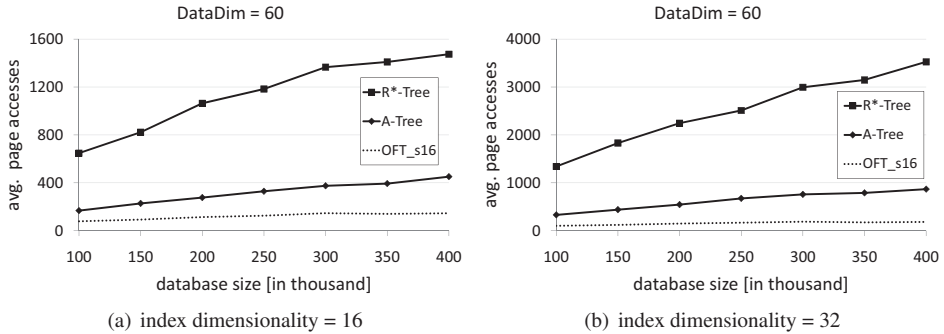 DataDim = 60
1600
1200
800
400
0
avg. page accesses
R*-Tree
A-Tree
OFT_s16
100 150 200 250 300 350 400
database size [in thousand]
(a) index dimensionality = 16
DataDim = 60
4000
3000
2000
1000
0
avg. page accesses
R*-Tree
A-Tree
OFT_s16
100 150 200 250 300 350 400
database size [in thousand]
(b) index dimensionality = 32